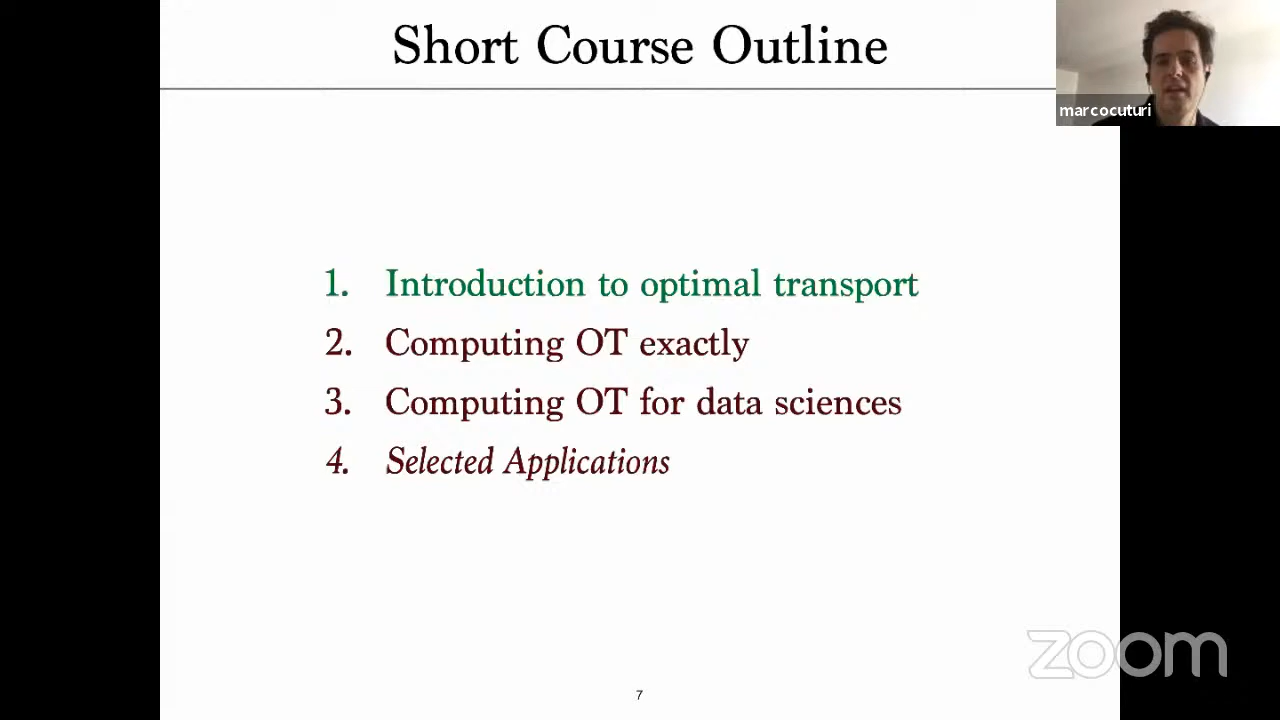 Short Course Outline
marcocuturi
1. Introduction to optimal transport
2. Computing OT exactly
3. Computing OT for data sciences
4. Selected Applications
zoom
7